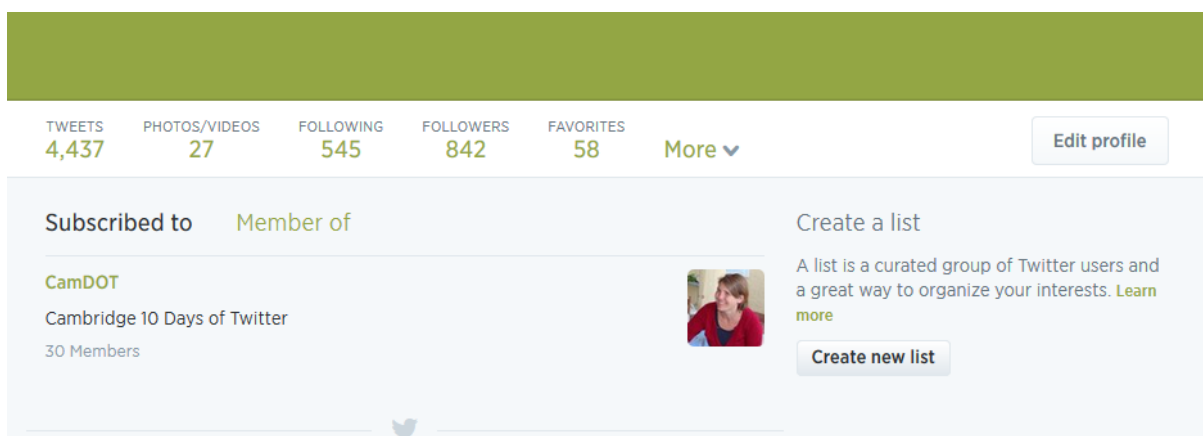 TWEETS PHOTOS/VIDEOS FOLLOWING FOLLOWERS FAVORITES
4,437 27 545 842 58 More
Edit profile
Subscribed to Member of
CamDOT
Cambridge 10 Days of Twitter
30 Members
Create a list
A list is a curated group of Twitter users and
a great way to organize your interests. Learn
more
Create new list